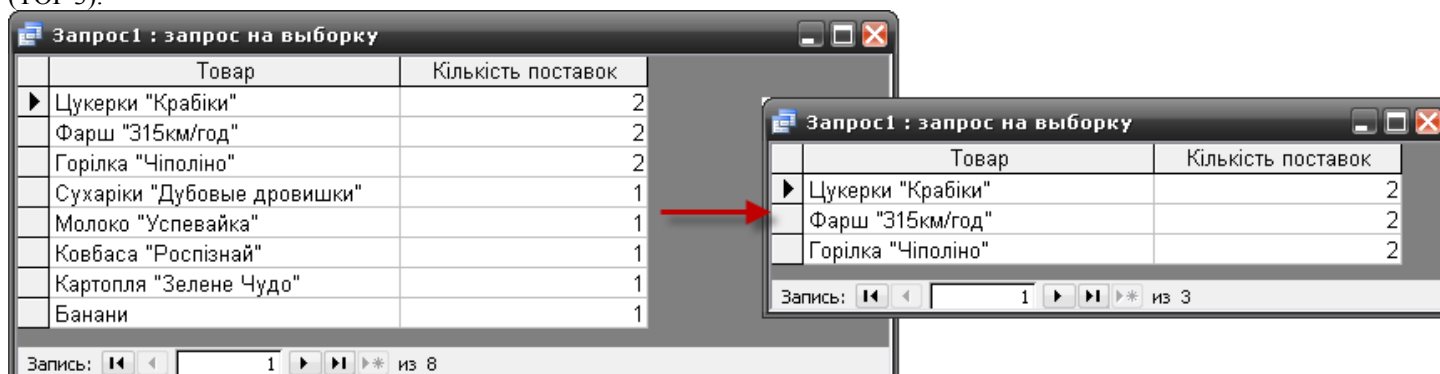 (TOP 3).
Запрос1 : запрос на выборку
Товар Кількість поставок
Цукерки "Крабіки" 2
Фарш "315км/год" 2
Горілка "Чіполіно" 2
Сухаріки "Дубовые дровишки" 1
Молоко "Успевайка" 1
Ковбаса "Роспізнай" 1
Картопля "Зелене Чудо" 1
Банани 1
Запись: 1 из 8
Запрос1 : запрос на выборку
Товар Кількість поставок
Цукерки "Крабіки" 2
Фарш "315км/год" 2
Горілка "Чіполіно" 2
Запись: 1 из 3